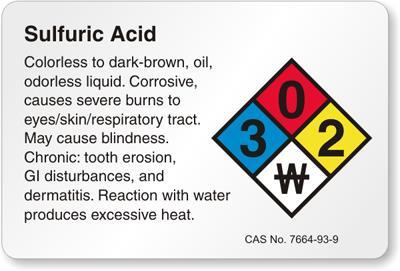 Sulfuric Acid
Colorless to dark-brown, oil,
odorless liquid. Corrosive,
causes severe burns to
eyes/skin/respiratory tract.
May cause blindness.
Chronic: tooth erosion,
GI disturbances, and
dermatitis. Reaction with water
produces excessive heat.
0
3
2
W
CAS No. 7664-93-9